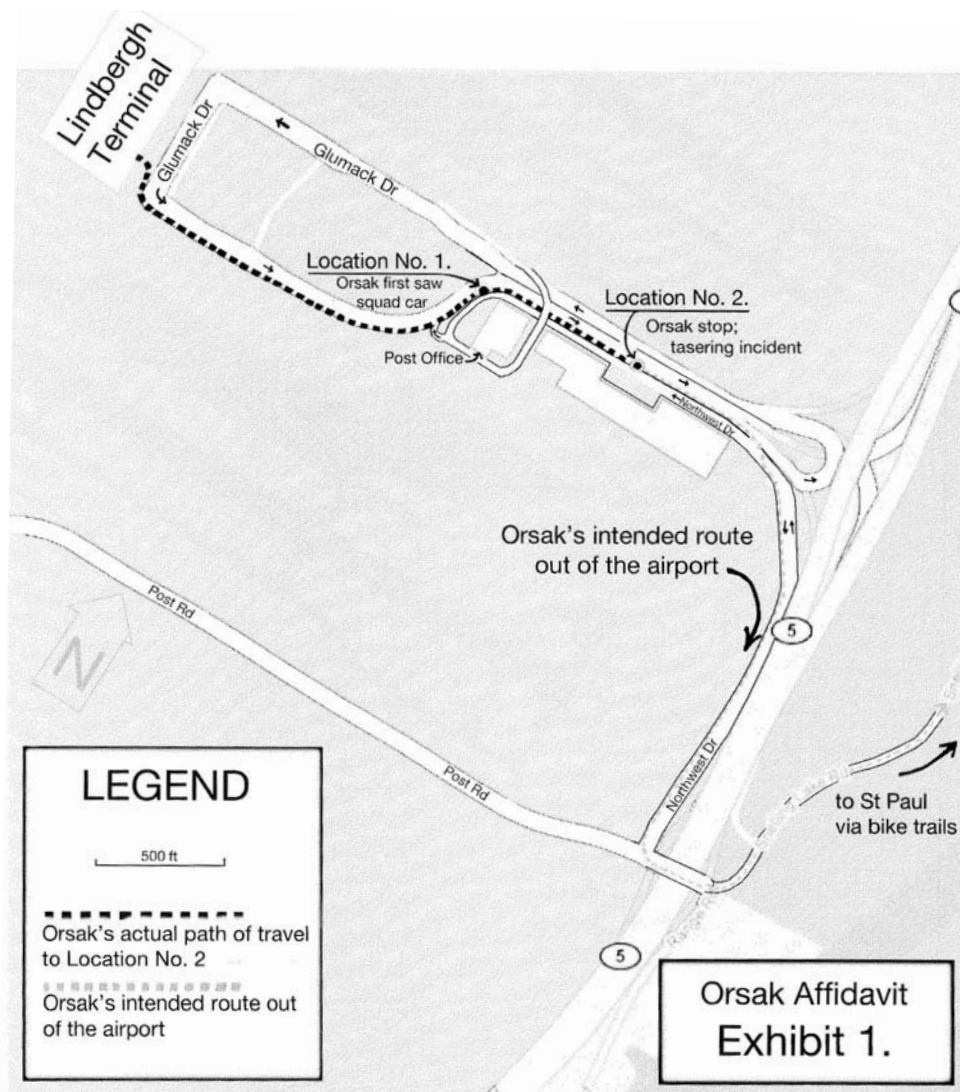 Lindbergh
Terminal
Glumack Dr
Glumack Dr
Location No. 1.
Orsak first saw
squad car
Location No. 2.
Orsak stop;
tasering incident
Post Office
Northwest Dr
Orsak's intended route
out of the airport
Post Rd
5
N
Northwest Dr
Post Rd
to St Paul
via bike trails
5
LEGEND
500 ft
Orsak's actual path of travel
to Location No. 2
Orsak's intended route out
of the airport
Orsak Affidavit
Exhibit 1.